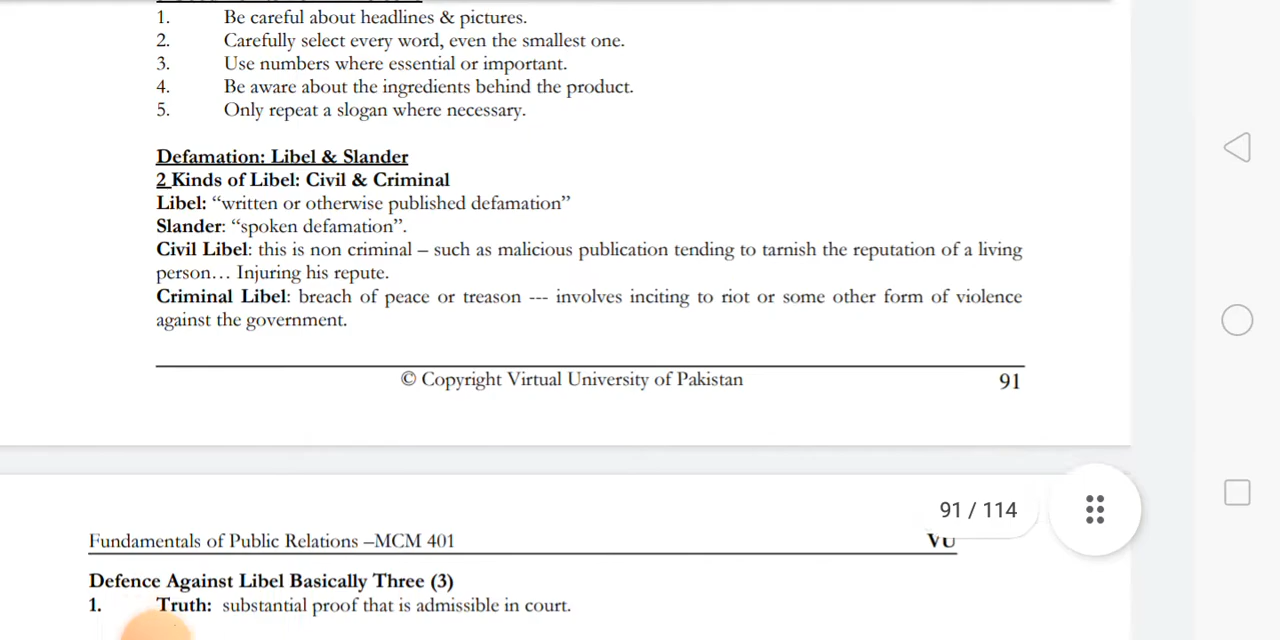 1. Be careful about headlines & pictures.
2. Carefully select every word, even the smallest one.
3. Use numbers where essential or important.
4. Be aware about the ingredients behind the product.
5. Only repeat a slogan where necessary.
Defamation: Libel & Slander
2 Kinds of Libel: Civil & Criminal
Libel: “written or otherwise published defamation”
Slander: “spoken defamation”.
Civil Libel: this is non criminal – such as malicious publication tending to tarnish the reputation of a living
person… Injuring his repute.
Criminal Libel: breach of peace or treason --- involves inciting to riot or some other form of violence
against the government.
© Copyright Virtual University of Pakistan 91
91 / 114
Fundamentals of Public Relations –MCM 401 VU
Defence Against Libel Basically Three (3)
1. Truth: substantial proof that is admissible in court.